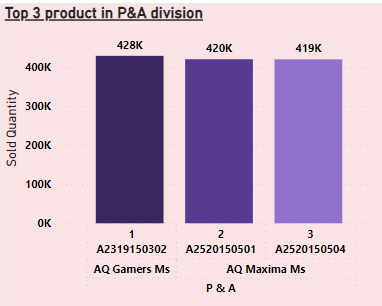 Top 3 product in P&A division
428K
420K
419K
Sold Quantity
400K
300K
200K
100K
0K
1 2 3
A2319150302 A2520150501 A2520150504
AQ Gamers Ms AQ Maxima Ms
P & A